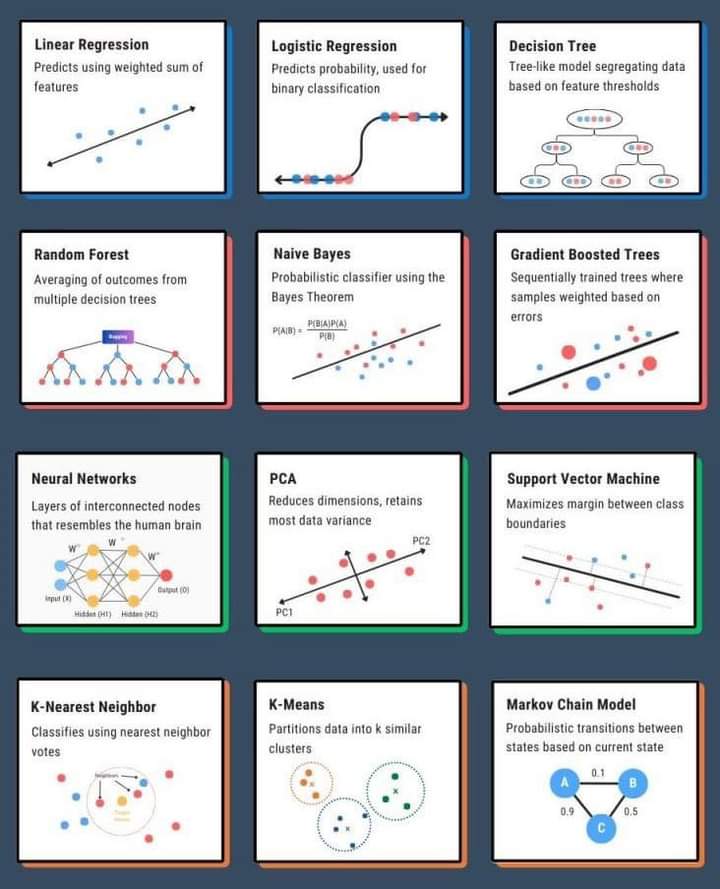 Linear Regression
Predicts using weighted sum of
features
Logistic Regression
Predicts probability, used for
binary classification
Decision Tree
Tree-like model segregating data
based on feature thresholds
Random Forest
Averaging of outcomes from
multiple decision trees
Bagging
Naive Bayes
Probabilistic classifier using the
Bayes Theorem
P(A|B) = P(B|A)P(A)
P(B)
Gradient Boosted Trees
Sequentially trained trees where
samples weighted based on
errors
Neural Networks
Layers of interconnected nodes
that resembles the human brain
W W W
Input (X)
Output (O)
Hidden (H1) Hidden (H2)
PCA
Reduces dimensions, retains
most data variance
PC2
PC1
Support Vector Machine
Maximizes margin between class
boundaries
K-Nearest Neighbor
Classifies using nearest neighbor
votes
Neighbors
Target
K-Means
Partitions data into k similar
clusters
Markov Chain Model
Probabilistic transitions between
states based on current state
A 0.1 B
0.9 0.5
C